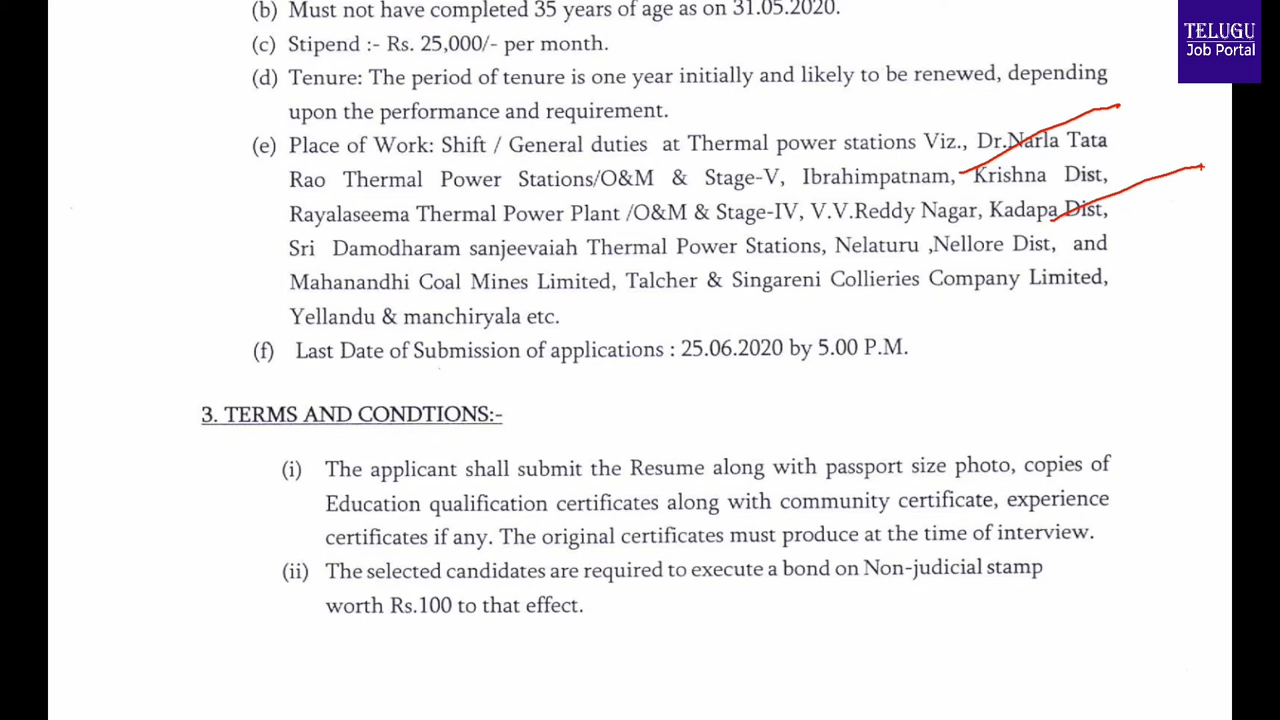 (b) Must not have completed 35 years of age as on 31.05.2020.
TELUGU
Job Portal
(c) Stipend :- Rs. 25,000/- per month.
(d) Tenure: The period of tenure is one year initially and likely to be renewed, depending
upon the performance and requirement.
(e) Place of Work: Shift / General duties at Thermal power stations Viz., Dr.Narla Tata
Rao Thermal Power Stations/O&M & Stage-V, Ibrahimpatnam, Krishna Dist,
Rayalaseema Thermal Power Plant /O&M & Stage-IV, V.V.Reddy Nagar, Kadapa Dist,
Sri Damodharam sanjeevaiah Thermal Power Stations, Nelaturu ,Nellore Dist, and
Mahanandhi Coal Mines Limited, Talcher & Singareni Collieries Company Limited,
Yellandu & manchiryala etc.
(f) Last Date of Submission of applications : 25.06.2020 by 5.00 P.M.
3. TERMS AND CONDTIONS:-
(i) The applicant shall submit the Resume along with passport size photo, copies of
Education qualification certificates along with community certificate, experience
certificates if any. The original certificates must produce at the time of interview.
(ii) The selected candidates are required to execute a bond on Non-judicial stamp
worth Rs.100 to that effect.